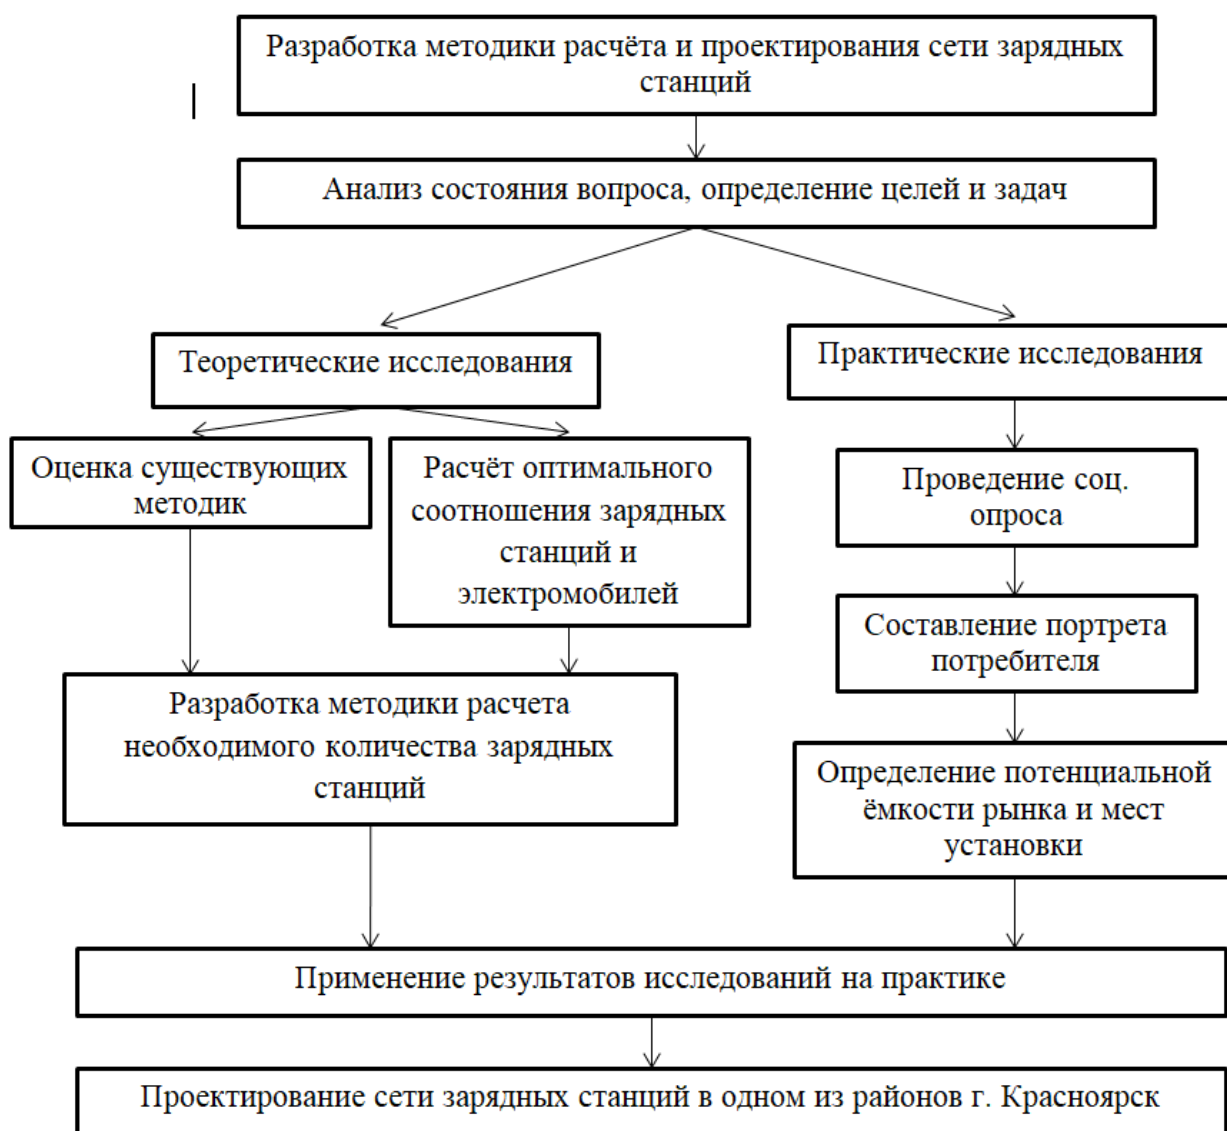 Разработка методики расчёта и проектирования сети зарядных
станций
Анализ состояния вопроса, определение целей и задач
Теоретические исследования
Практические исследования
Оценка существующих
методик
Расчёт оптимального
соотношения зарядных
станций и
электромобилей
Проведение соц.
опроса
Составление портрета
потребителя
Разработка методики расчета
необходимого количества зарядных
станций
Определение потенциальной
ёмкости рынка и мест
установки
Применение результатов исследований на практике
Проектирование сети зарядных станций в одном из районов г. Красноярск